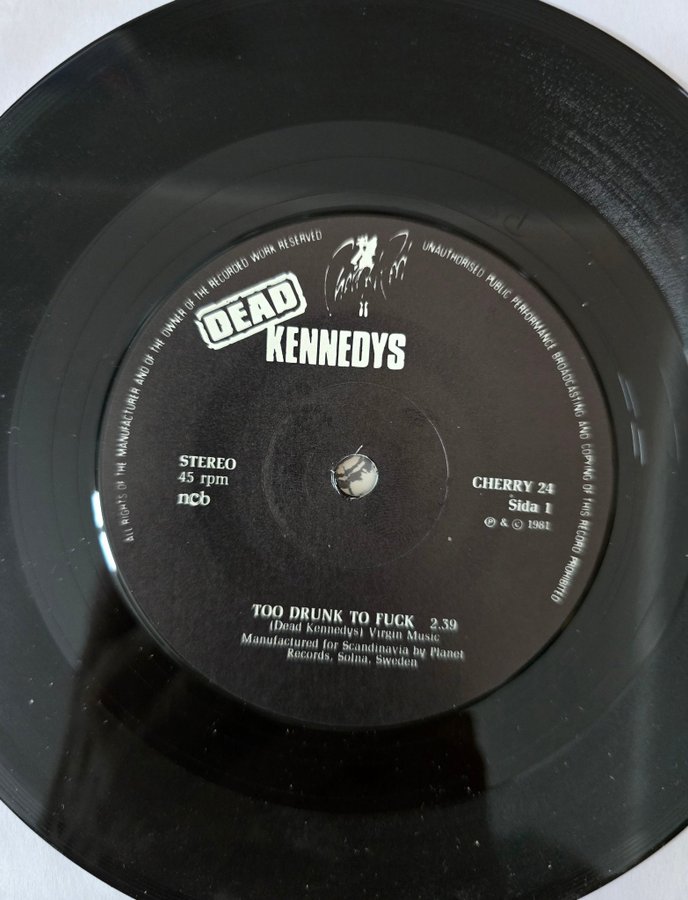 ALL RIGHTS OF THE MANUFACTURER AND OF THE OWNER OF THE RECORDED WORK RESERVED
UNAUTHORISED PUBLIC PERFORMANCE BROADCASTING AND COPYING OF THIS RECORD PROHIBITED
DEAD
KENNEDYS
STEREO
45 rpm
ncb
CHERRY 24
Sida 1
℗ & © 1981
TOO DRUNK TO FUCK 2.39
(Dead Kennedys) Virgin Music
Manufactured for Scandinavia by Planet
Records, Solna, Sweden